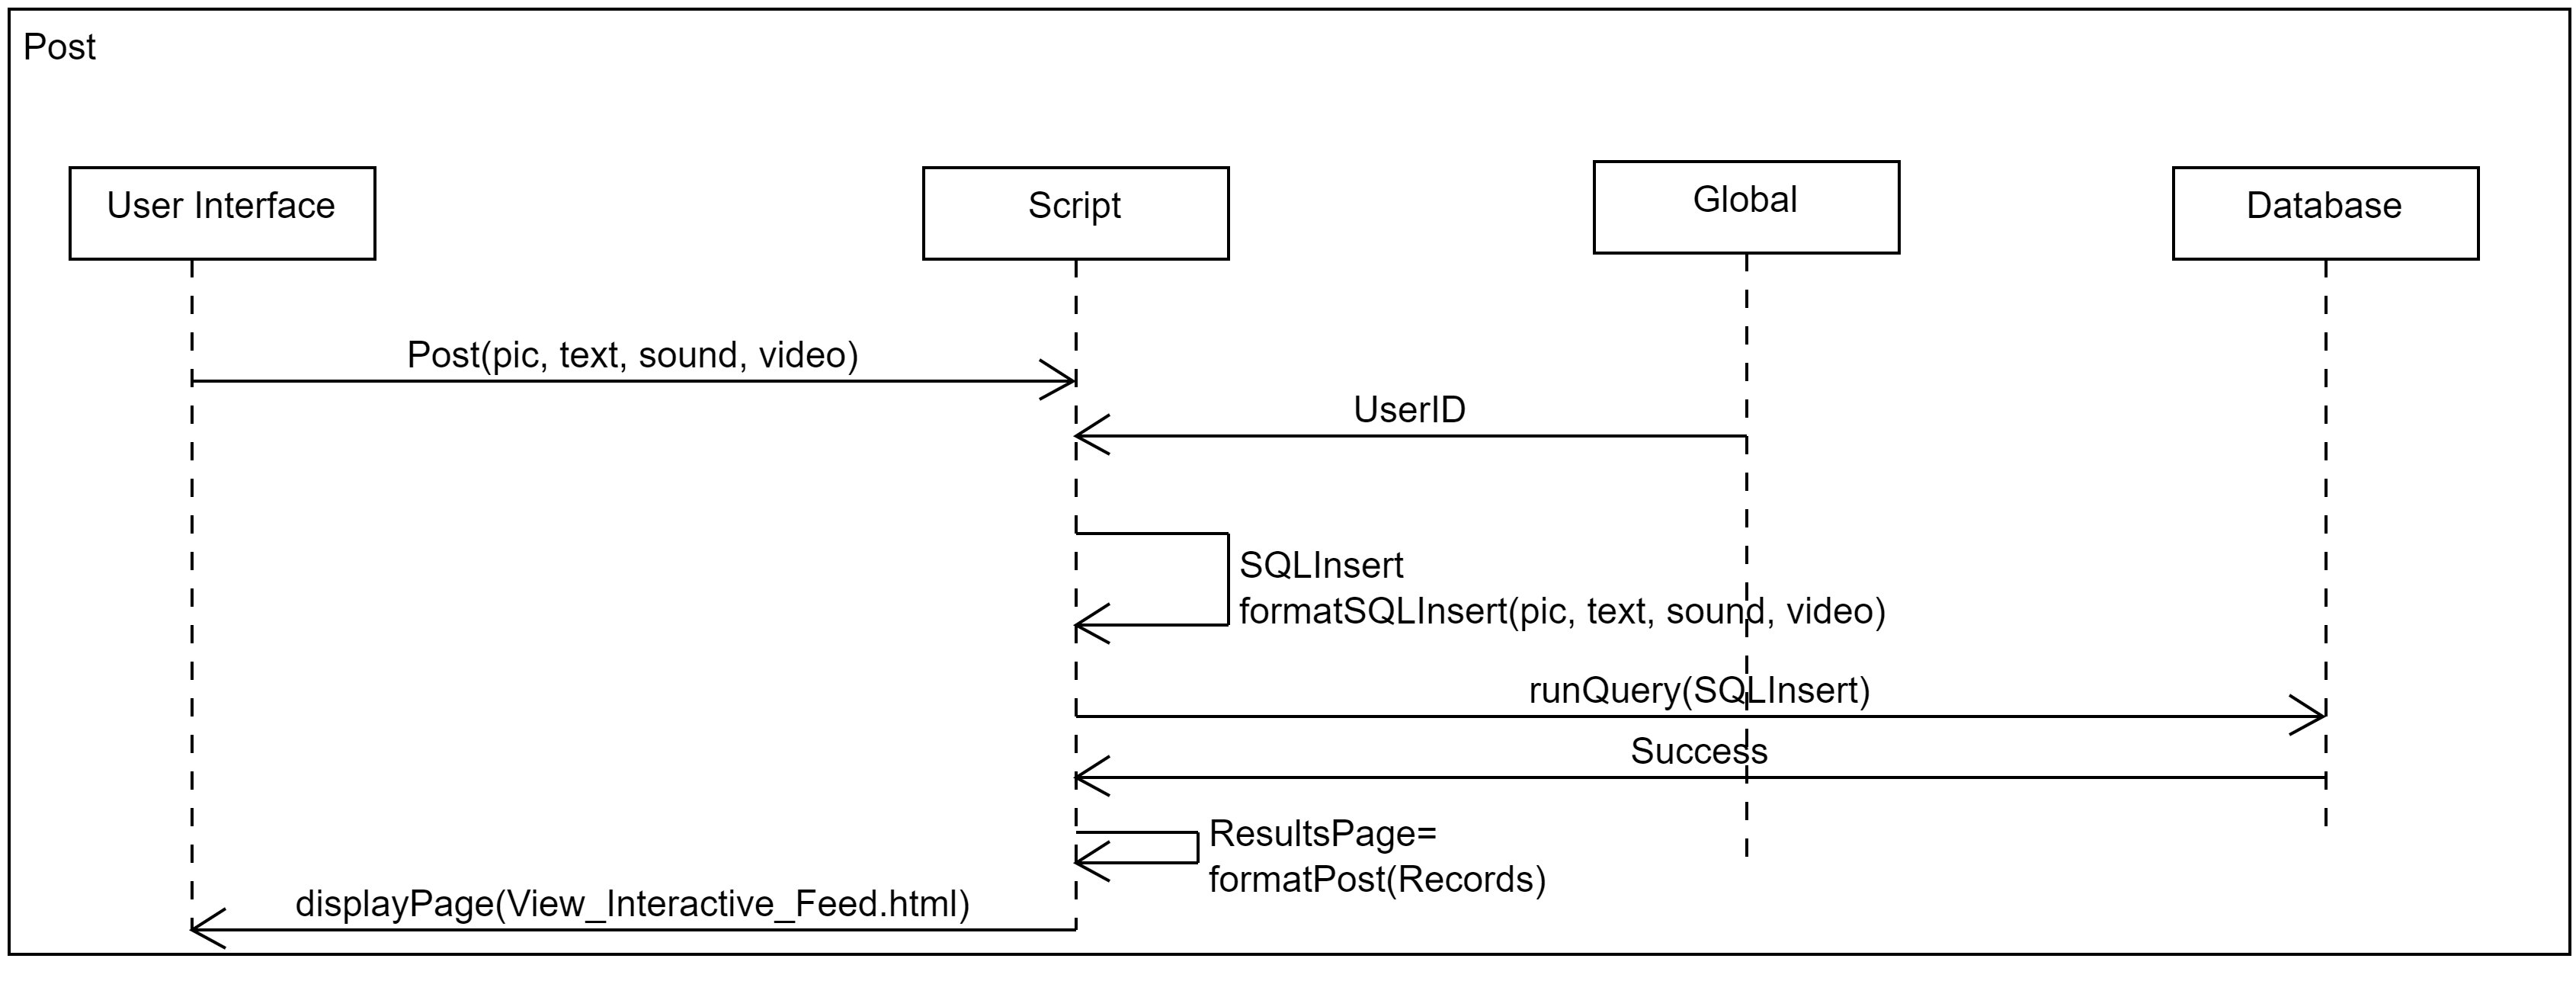 Post
User Interface
Script
Global
Database
Post(pic, text, sound, video)
UserID
SQLInsert
formatSQLInsert(pic, text, sound, video)
runQuery(SQLInsert)
Success
ResultsPage=
formatPost(Records)
displayPage(View_Interactive_Feed.html)